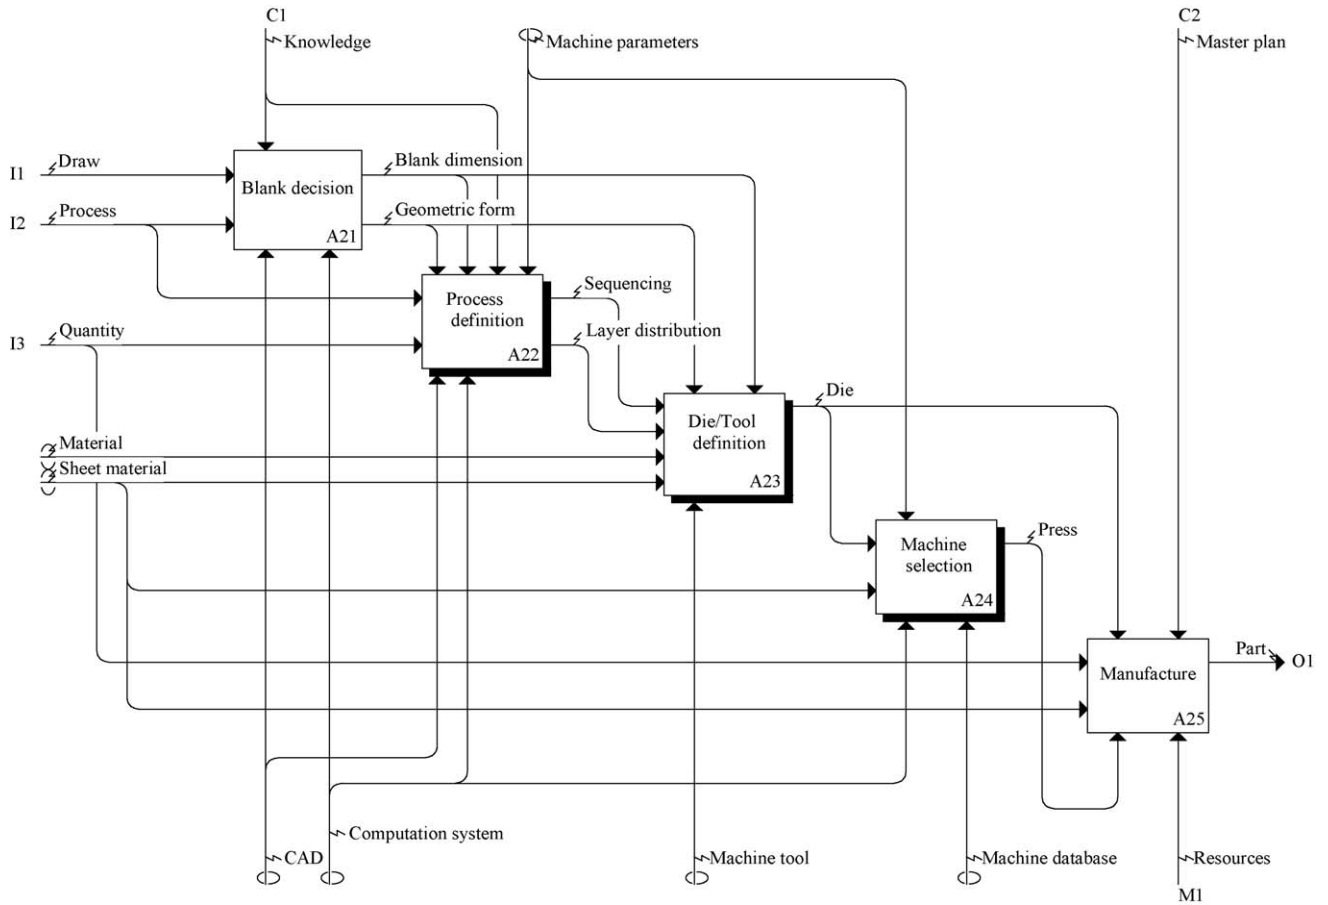 C1
C2
Knowledge
Machine parameters
Master plan
I1
Draw
Blank decision
A21
Blank dimension
I2
Process
Geometric form
Process
definition
A22
Sequencing
I3
Quantity
Layer distribution
Die/Tool
definition
A23
Die
Material
Sheet material
Machine
selection
A24
Press
Manufacture
A25
Part
O1
Computation system
CAD
Machine tool
Machine database
Resources
M1